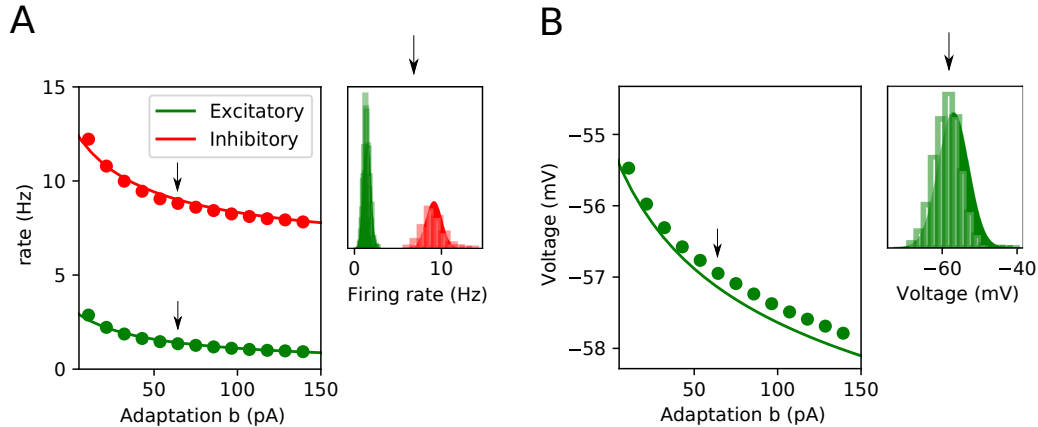 A
15
10
5
0
rate (Hz)
Excitatory
Inhibitory
50
100
150
Adaptation b (pA)
0
10
Firing rate (Hz)
B
−55
−56
−57
−58
Voltage (mV)
50
100
150
Adaptation b (pA)
−60
−40
Voltage (mV)